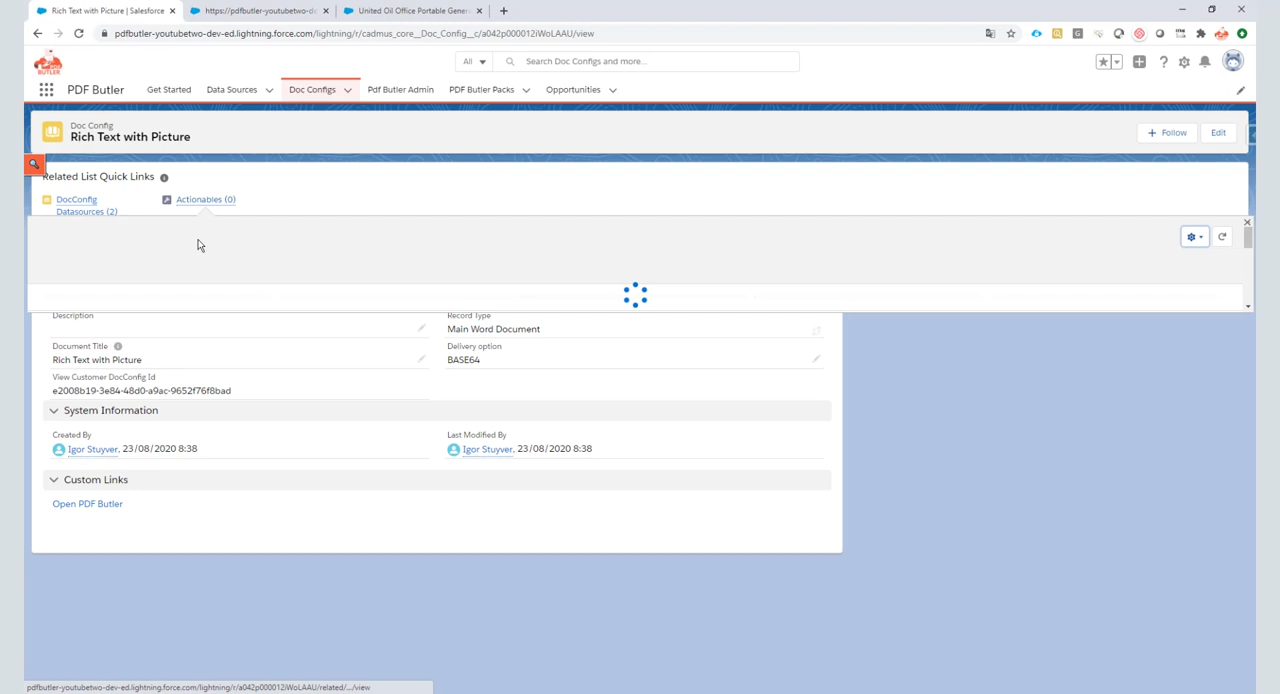 Rich Text with Picture | Salesforce
https://pdfbutler-youtubetwo-de
United Oil Office Portable Gener
pdfbutler-youtubetwo-dev-ed.lightning.force.com/lightning/r/cadmus_core__Doc_Config__c/a042p000012iWoLAAU/view
BUTLER
All
Search Doc Configs and more...
PDF Butler
Get Started
Data Sources
Doc Configs
Pdf Butler Admin
PDF Butler Packs
Opportunities
Doc Config
Rich Text with Picture
Follow
Edit
Related List Quick Links
DocConfig
Datasources (2)
Actionables (0)
Description
Record Type
Main Word Document
Document Title
Rich Text with Picture
Delivery option
BASE64
View Customer DocConfig Id
e2008b19-3e84-48d0-a9ac-9652f76f8bad
System Information
Created By
Igor Stuyver, 23/08/2020 8:38
Last Modified By
Igor Stuyver, 23/08/2020 8:38
Custom Links
Open PDF Butler
pdfbutler-youtubetwo-dev-ed.lightning.force.com/lightning/r/a042p000012iWoLAAU/related/.../view